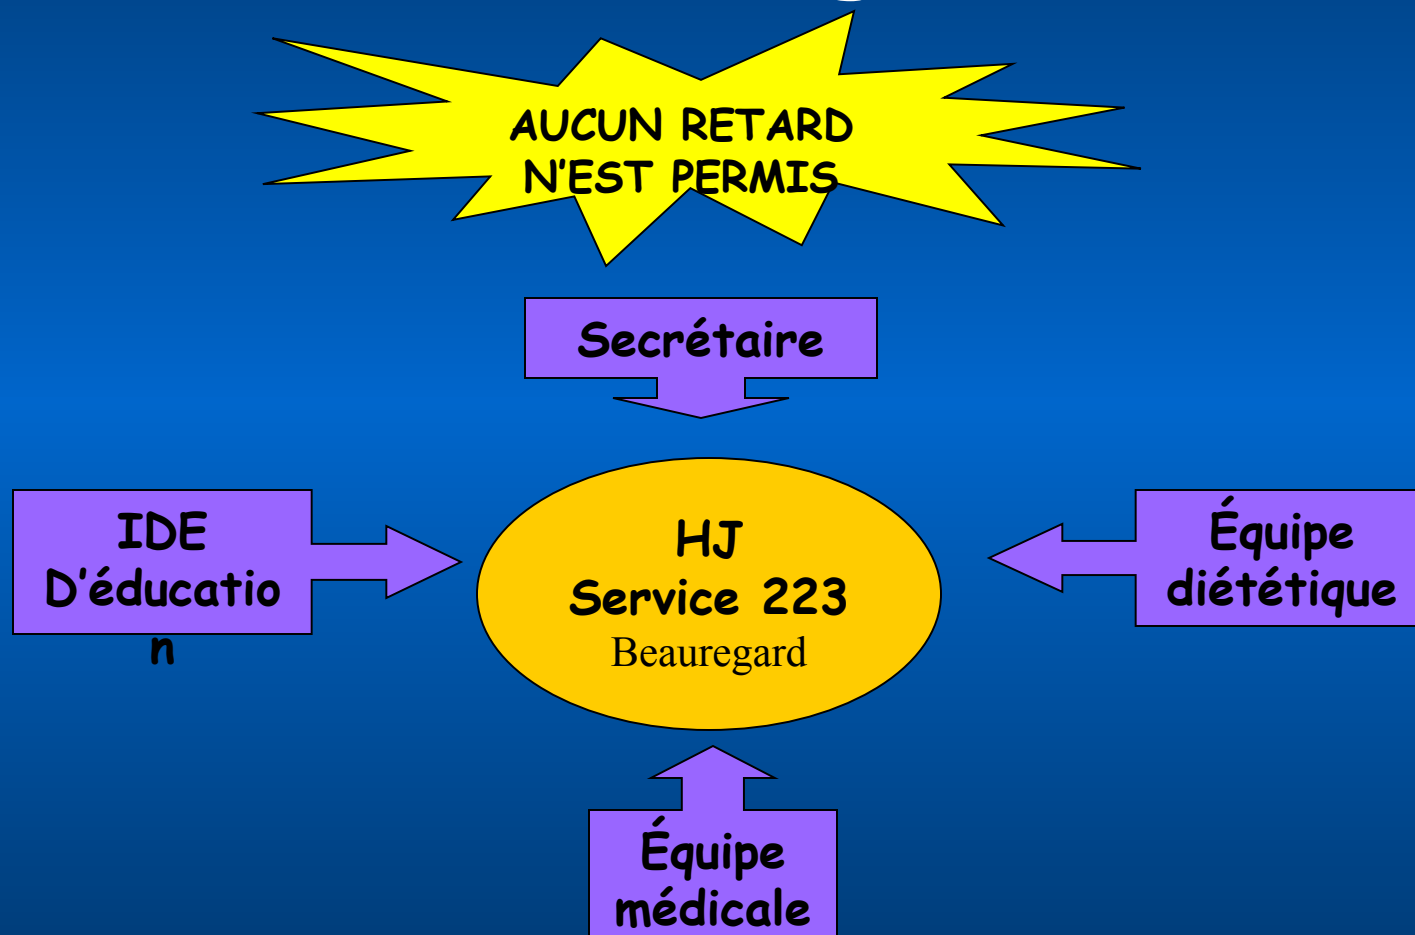 AUCUN RETARD
N'EST PERMIS
Secrétaire
IDE
D'éducatio
n
HJ
Service 223
Beauregard
Équipe
diététique
Équipe
médicale